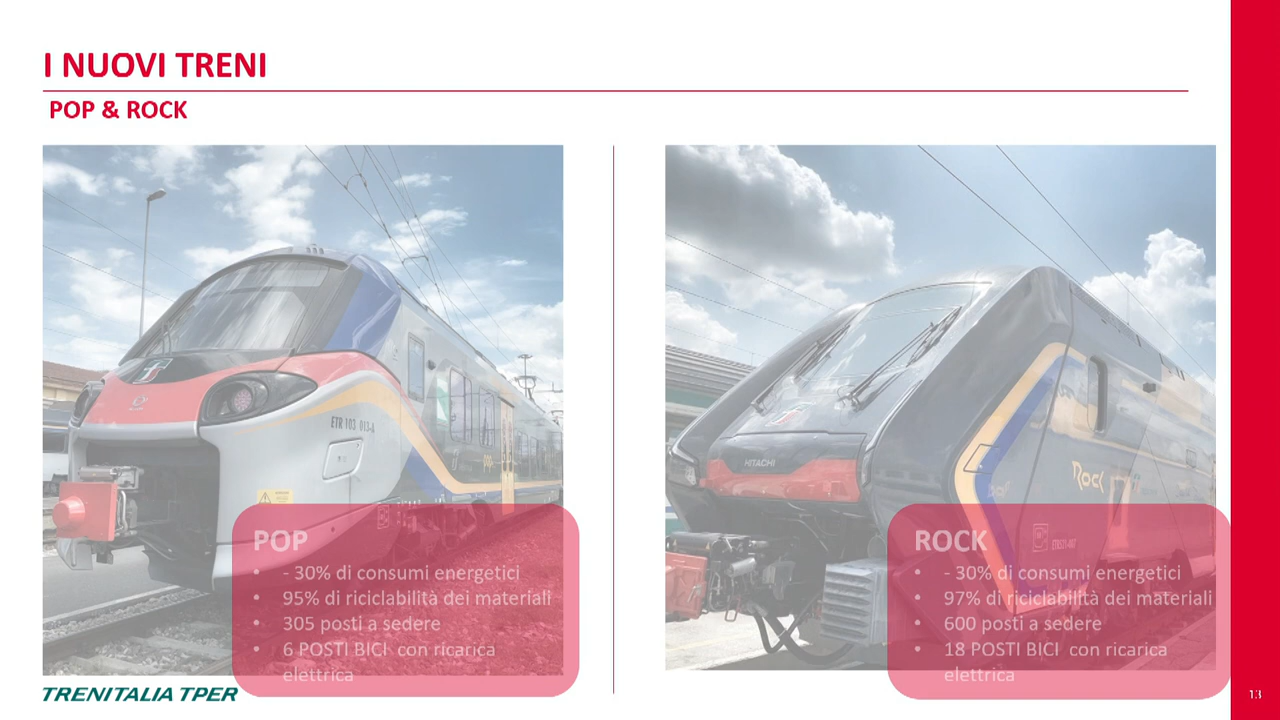 I NUOVI TRENI
POP & ROCK
ETR 103 013-A
pop
POP
• - 30% di consumi energetici
• 95% di riciclabilità dei materiali
• 305 posti a sedere
• 6 POSTI BICI con ricarica
elettrica
HITACHI
Rock
ROCK
• - 30% di consumi energetici
• 97% di riciclabilità dei materiali
• 600 posti a sedere
• 18 POSTI BICI con ricarica
elettrica
TRENITALIA TPER
13